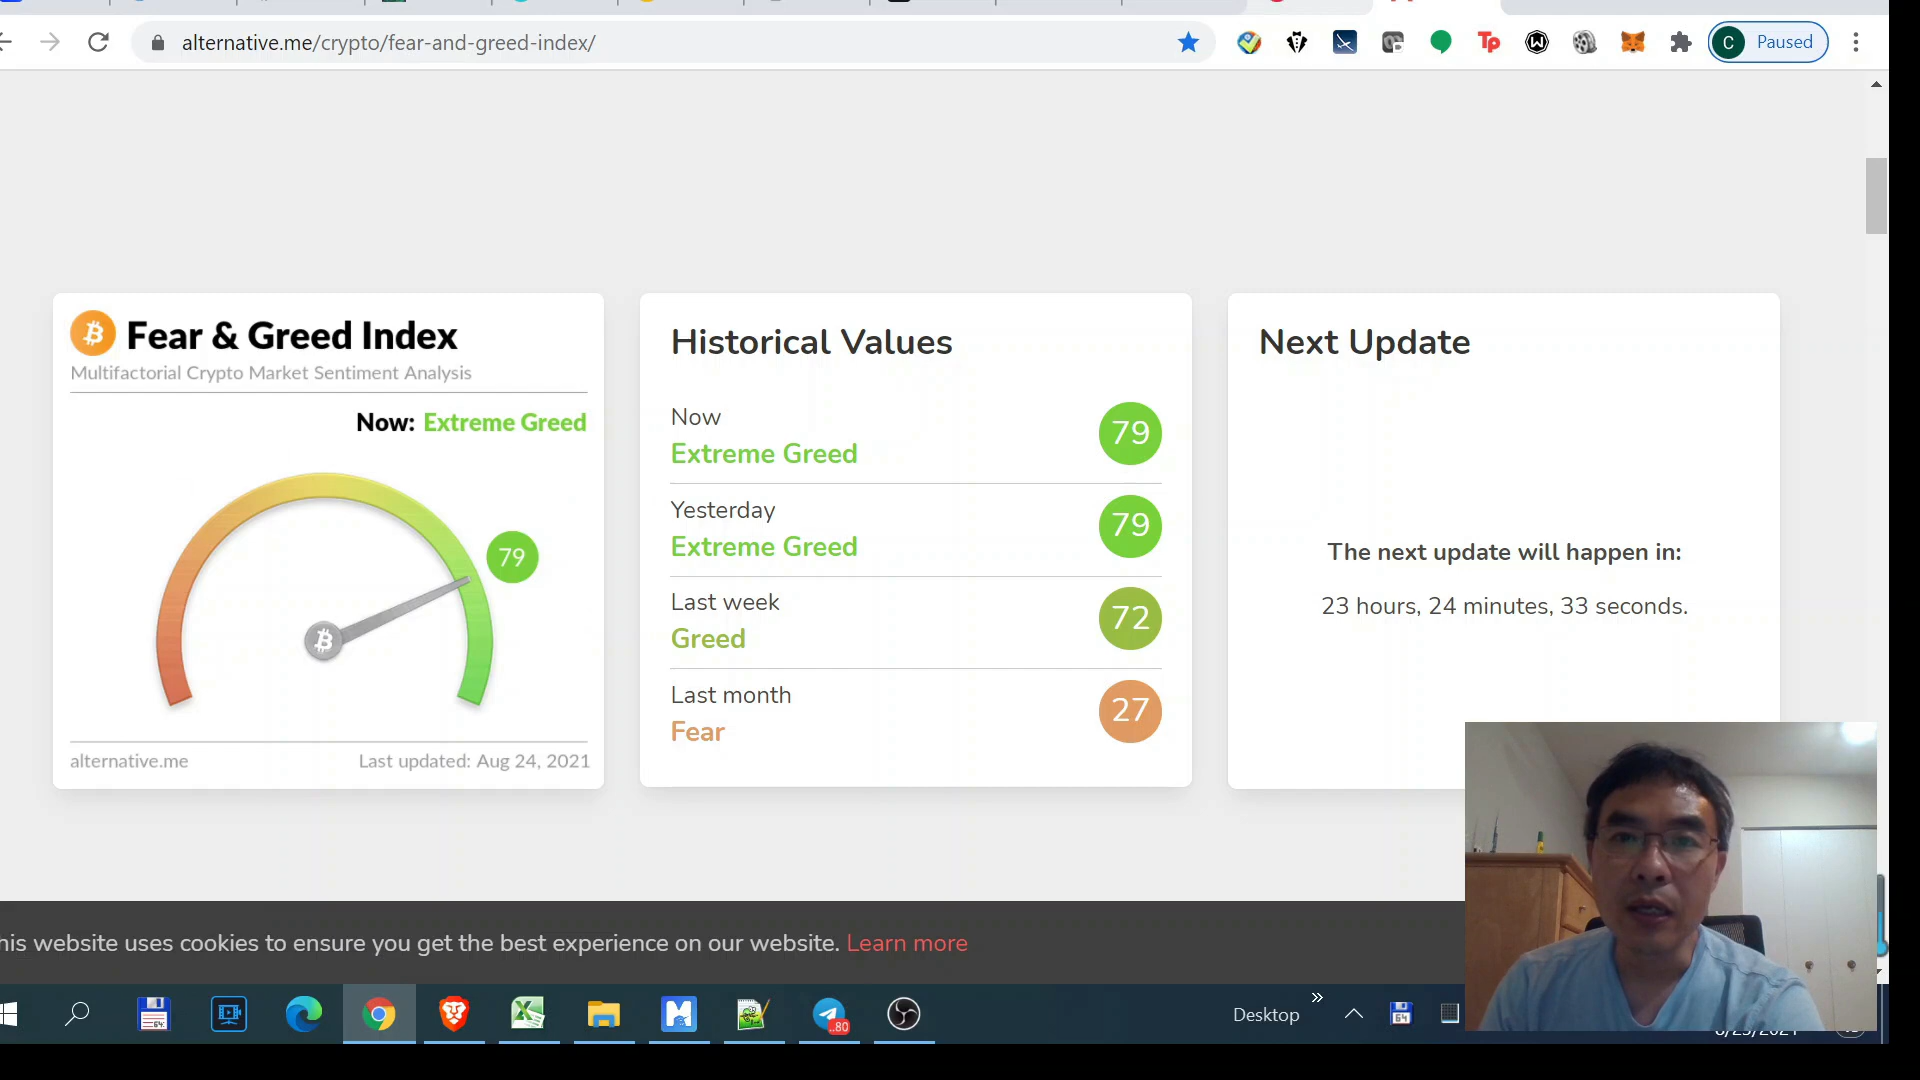 alternative.me/crypto/fear-and-greed-index/
Tp
C Paused
Fear & Greed Index
Multifactorial Crypto Market Sentiment Analysis
Now: Extreme Greed
79
alternative.me
Last updated: Aug 24, 2021
Historical Values
Now
Extreme Greed
79
Yesterday
Extreme Greed
79
Last week
Greed
72
Last month
Fear
27
Next Update
The next update will happen in:
23 hours, 24 minutes, 33 seconds.
his website uses cookies to ensure you get the best experience on our website. Learn more
64
..80
Desktop
64